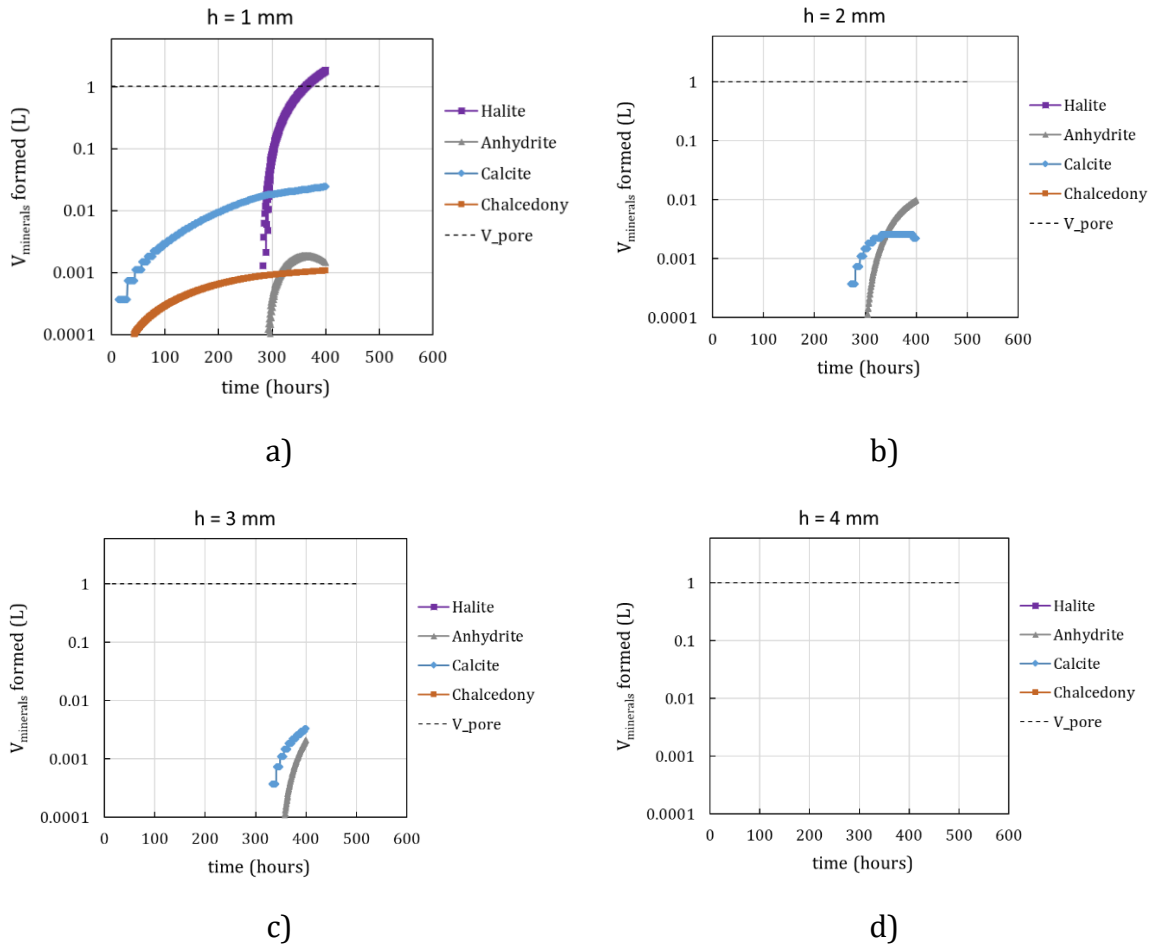 h = 1 mm
V_minerals formed (L)
1
0.1
0.01
0.001
0.0001
0 100 200 300 400 500 600
time (hours)
Halite
Anhydrite
Calcite
Chalcedony
V_pore
a)
h = 2 mm
V_minerals formed (L)
1
0.1
0.01
0.001
0.0001
0 100 200 300 400 500 600
time (hours)
Halite
Anhydrite
Calcite
Chalcedony
V_pore
b)
h = 3 mm
V_minerals formed (L)
1
0.1
0.01
0.001
0.0001
0 100 200 300 400 500 600
time (hours)
Halite
Anhydrite
Calcite
Chalcedony
V_pore
c)
h = 4 mm
V_minerals formed (L)
1
0.1
0.01
0.001
0.0001
0 100 200 300 400 500 600
time (hours)
Halite
Anhydrite
Calcite
Chalcedony
V_pore
d)